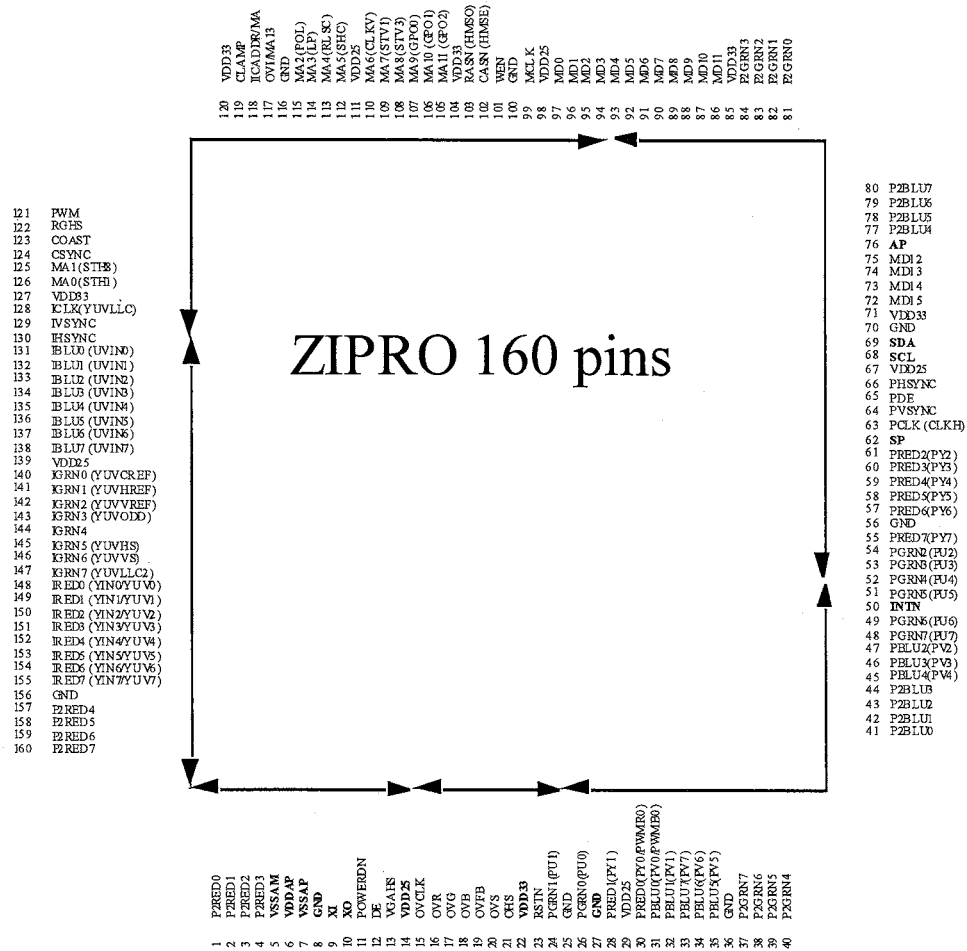 120 VDD33
119 CLAMP
118 IICADDR/MA
117 OVI/MA13
116 GND
115 MA2(POL)
114 MA3(LP)
113 MA4(RLSC)
112 MA5(SHC)
111 VDD25
110 MA6(CLKV)
109 MA7(STV1)
108 MA8(STV3)
107 MA9(GPO0)
106 MA10(GPO1)
105 MA11(GPO2)
104 VDD33
103 RASN(HMSO)
102 CASN(HMSE)
101 WEN
100 GND
99 MCLK
98 VDD25
97 MD0
96 MD1
95 MD2
94 MD3
93 MD4
92 MD5
91 MD6
90 MD7
89 MD8
88 MD9
87 MD10
86 MD11
85 VDD33
84 P2GRN3
83 P2GRN2
82 P2GRN1
81 P2GRN0
121 PWM
122 RGHS
123 COAST
124 CSYNC
125 MA1(STH3)
126 MA0(STH1)
127 VDD33
128 ICLK(YUVLLC)
129 IVSYNC
130 IHSYNC
131 IBLU0(UVIN0)
132 IBLU1(UVIN1)
133 IBLU2(UVIN2)
134 IBLU3(UVIN3)
135 IBLU4(UVIN4)
136 IBLU5(UVIN5)
137 IBLU6(UVIN6)
138 IBLU7(UVIN7)
139 VDD25
140 IGRN0(YUVCREF)
141 IGRN1(YUVHREF)
142 IGRN2(YUVVREF)
143 IGRN3(YUVODD)
144 IGRN4
145 IGRN5(YUVHS)
146 IGRN6(YUVVS)
147 IGRN7(YUVLLC2)
148 IRED0(YIN0/YUV0)
149 IRED1(YIN1/YUV1)
150 IRED2(YIN2/YUV2)
151 IRED3(YIN3/YUV3)
152 IRED4(YIN4/YUV4)
153 IRED5(YIN5/YUV5)
154 IRED6(YIN6/YUV6)
155 IRED7(YIN7/YUV7)
156 GND
157 P2RED4
158 P2RED5
159 P2RED6
160 P2RED7
ZIPRO 160 pins
80 P2BLU7
79 P2BLU6
78 P2BLU5
77 P2BLU4
76 AP
75 MD12
74 MD13
73 MD14
72 MD15
71 VDD33
70 GND
69 SDA
68 SCL
67 VDD25
66 PHSYNC
65 PDE
64 PVSYNC
63 PCLK(CLKH)
62 SP
61 PRED2(PY2)
60 PRED3(PY3)
59 PRED4(PY4)
58 PRED5(PY5)
57 PRED6(PY6)
56 GND
55 PRED7(PY7)
54 PGRN2(PU2)
53 PGRN3(PU3)
52 PGRN4(PU4)
51 PGRN5(PU5)
50 INTN
49 PGRN6(PU6)
48 PGRN7(PU7)
47 PBLU2(PV2)
46 PBLU3(PV3)
45 PBLU4(PV4)
44 P2BLU3
43 P2BLU2
42 P2BLU1
41 P2BLU0
1 P2RED0
2 P2RED1
3 P2RED2
4 P2RED3
5 VSSAM
6 VDDAP
7 VSSAP
8 GND
9 XI
10 XO
11 POWERDN
12 DE
13 VGAHS
14 VDD25
15 OVCLK
16 OVR
17 OVG
18 OVB
19 OVFB
20 OVS
21 OHS
22 VDD33
23 RSTN
24 PGRN1(PU1)
25 GND
26 PGRN0(PU0)
27 GND
28 PRED1(PY1)
29 VDD25
30 PRED0(PY0/PWMR0)
31 PBLU0(PV0/PWMB0)
32 PBLU1(PV1)
33 PBLU7(PV7)
34 PBLU6(PV6)
35 PBLU5(PV5)
36 GND
37 P2GRN7
38 P2GRN6
39 P2GRN5
40 P2GRN4